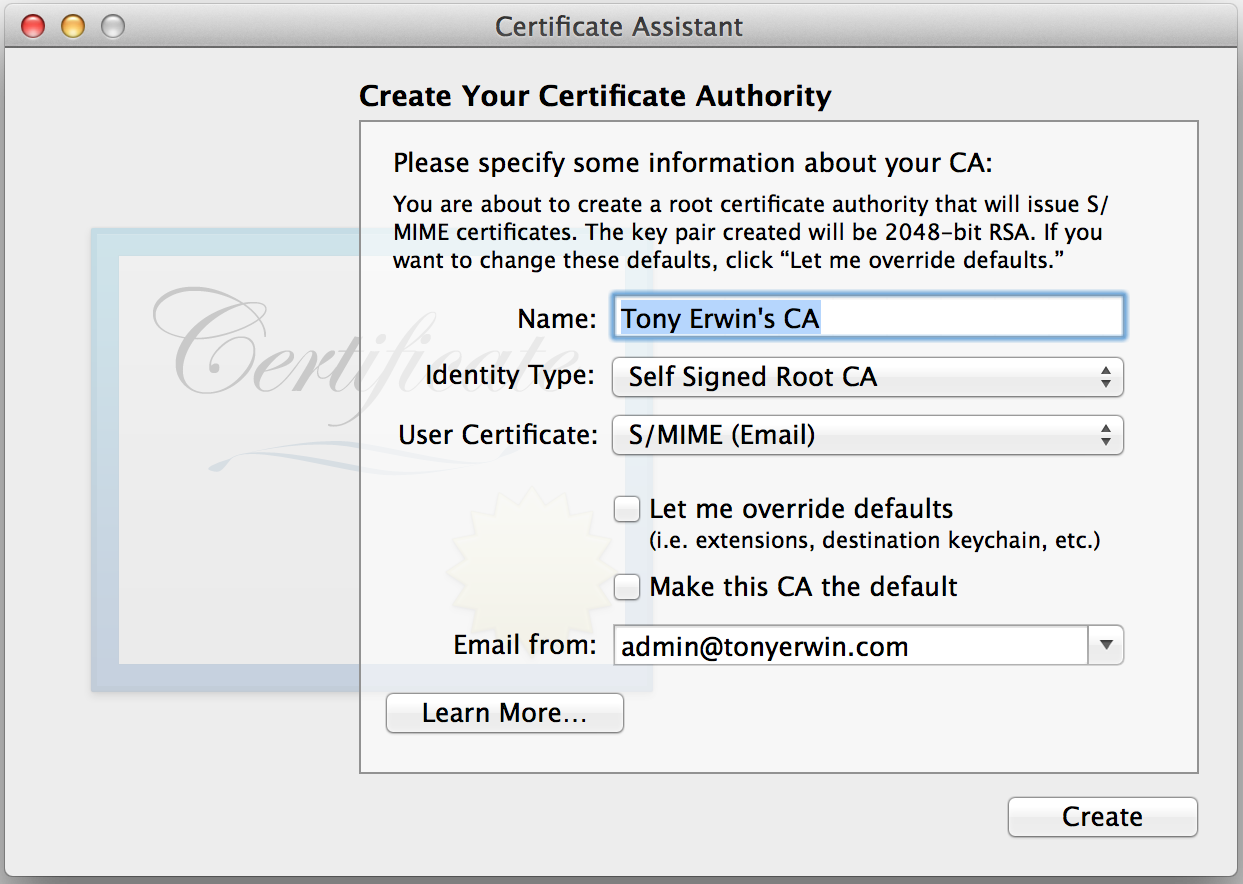 Certificate Assistant
Create Your Certificate Authority
Please specify some information about your CA:
You are about to create a root certificate authority that will issue S/
MIME certificates. The key pair created will be 2048-bit RSA. If you
want to change these defaults, click “Let me override defaults.”
Certificate
Name: Tony Erwin's CA
Identity Type: Self Signed Root CA
User Certificate: S/MIME (Email)
Let me override defaults
(i.e. extensions, destination keychain, etc.)
Make this CA the default
Email from: admin@tonyerwin.com
Learn More...
Create